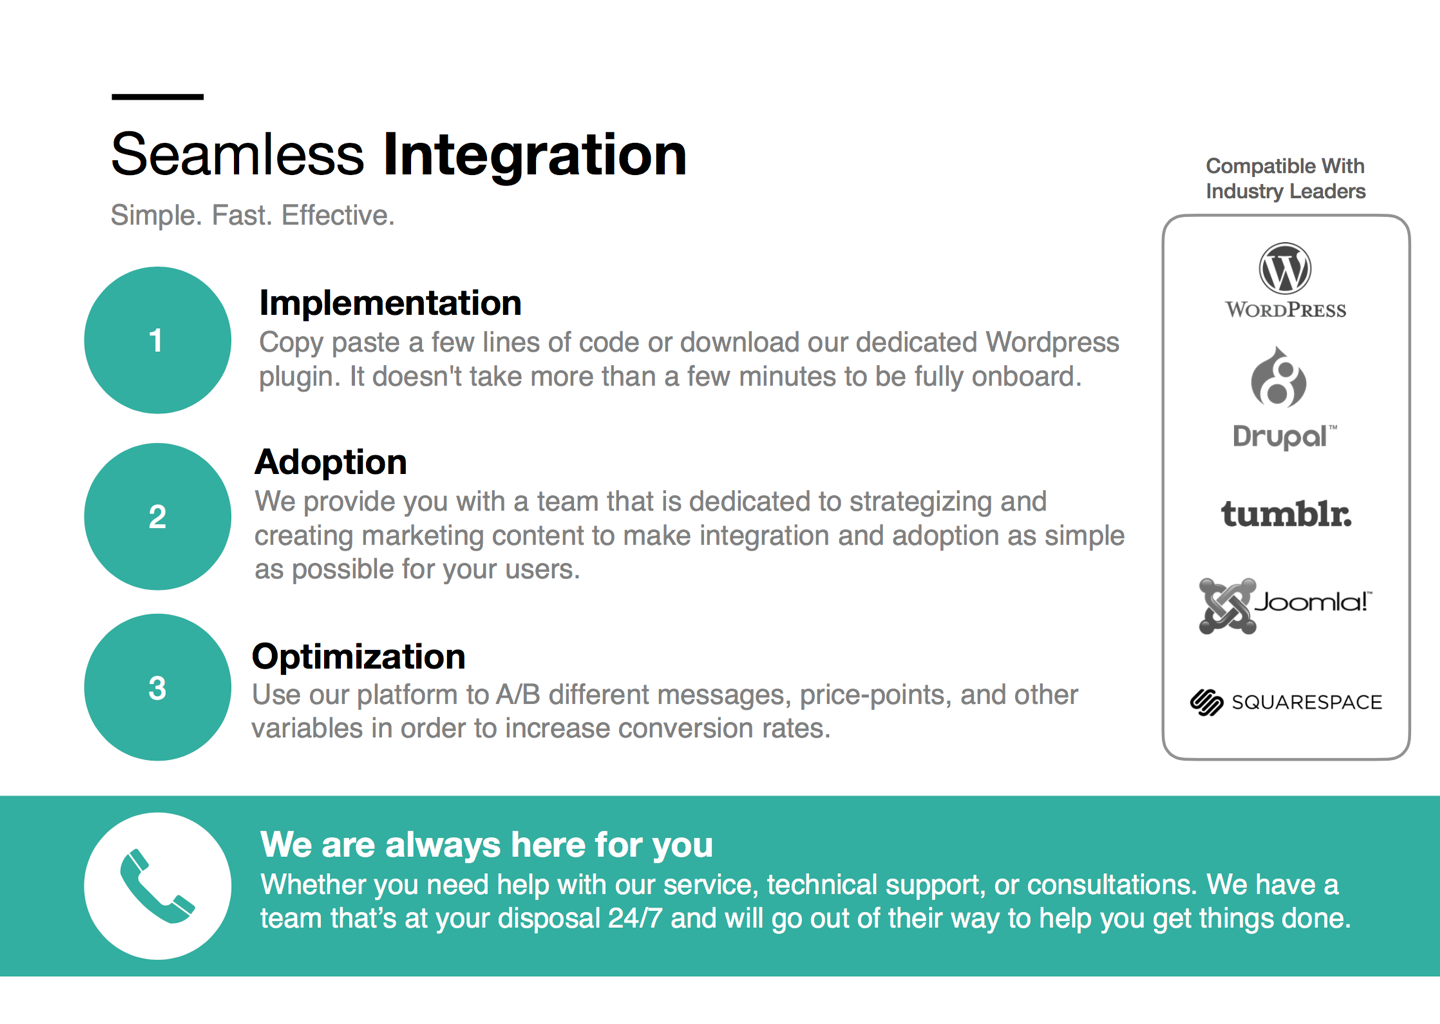 Seamless Integration
Simple. Fast. Effective.
1
Implementation
Copy paste a few lines of code or download our dedicated Wordpress
plugin. It doesn't take more than a few minutes to be fully onboard.
2
Adoption
We provide you with a team that is dedicated to strategizing and
creating marketing content to make integration and adoption as simple
as possible for your users.
3
Optimization
Use our platform to A/B different messages, price-points, and other
variables in order to increase conversion rates.
Compatible With
Industry Leaders
WORDPRESS
Drupal™
tumblr.
Joomla!™
SQUARESPACE
We are always here for you
Whether you need help with our service, technical support, or consultations. We have a
team that’s at your disposal 24/7 and will go out of their way to help you get things done.